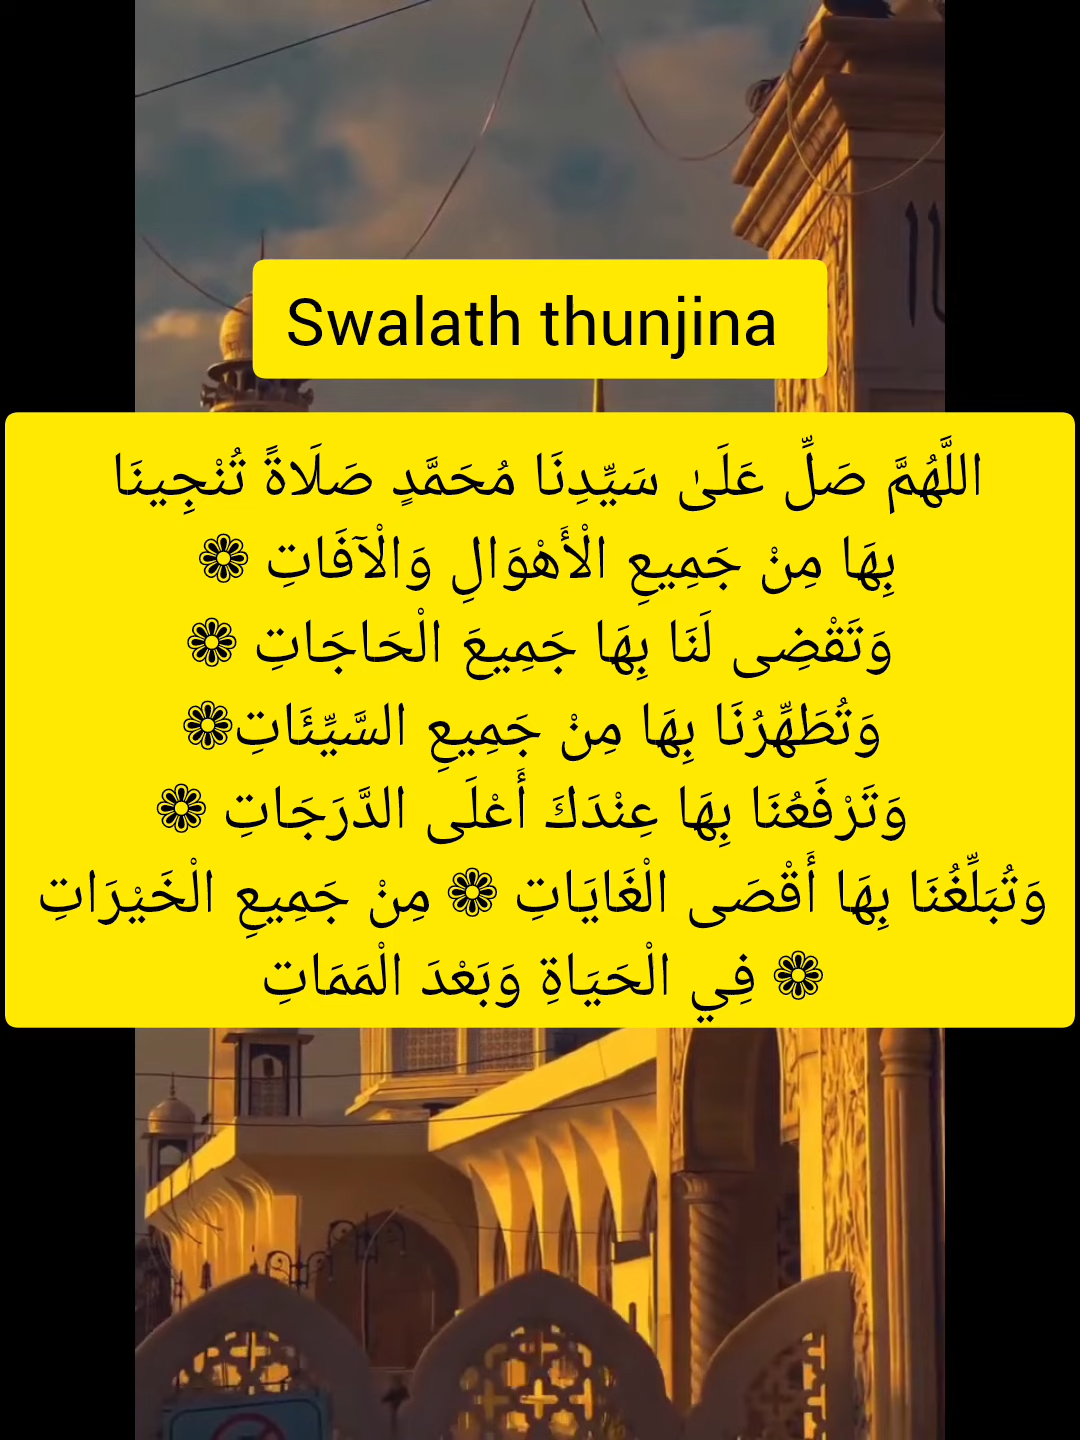 Swalath thunjina
اللَّهُمَّ صَلِّ عَلَىٰ سَيِّدِنَا مُحَمَّدٍ صَلَاةً تُنْجِينَا
بِهَا مِنْ جَمِيعِ الْأَهْوَالِ وَالْآفَاتِ ❁
وَتَقْضِى لَنَا بِهَا جَمِيعَ الْحَاجَاتِ ❁
وَتُطَهِّرُنَا بِهَا مِنْ جَمِيعِ السَّيِّئَاتِ❁
وَتَرْفَعُنَا بِهَا عِنْدَكَ أَعْلَى الدَّرَجَاتِ ❁
وَتُبَلِّغُنَا بِهَا أَقْصَى الْغَايَاتِ ❁ مِنْ جَمِيعِ الْخَيْرَاتِ
❁ فِي الْحَيَاةِ وَبَعْدَ الْمَمَاتِ